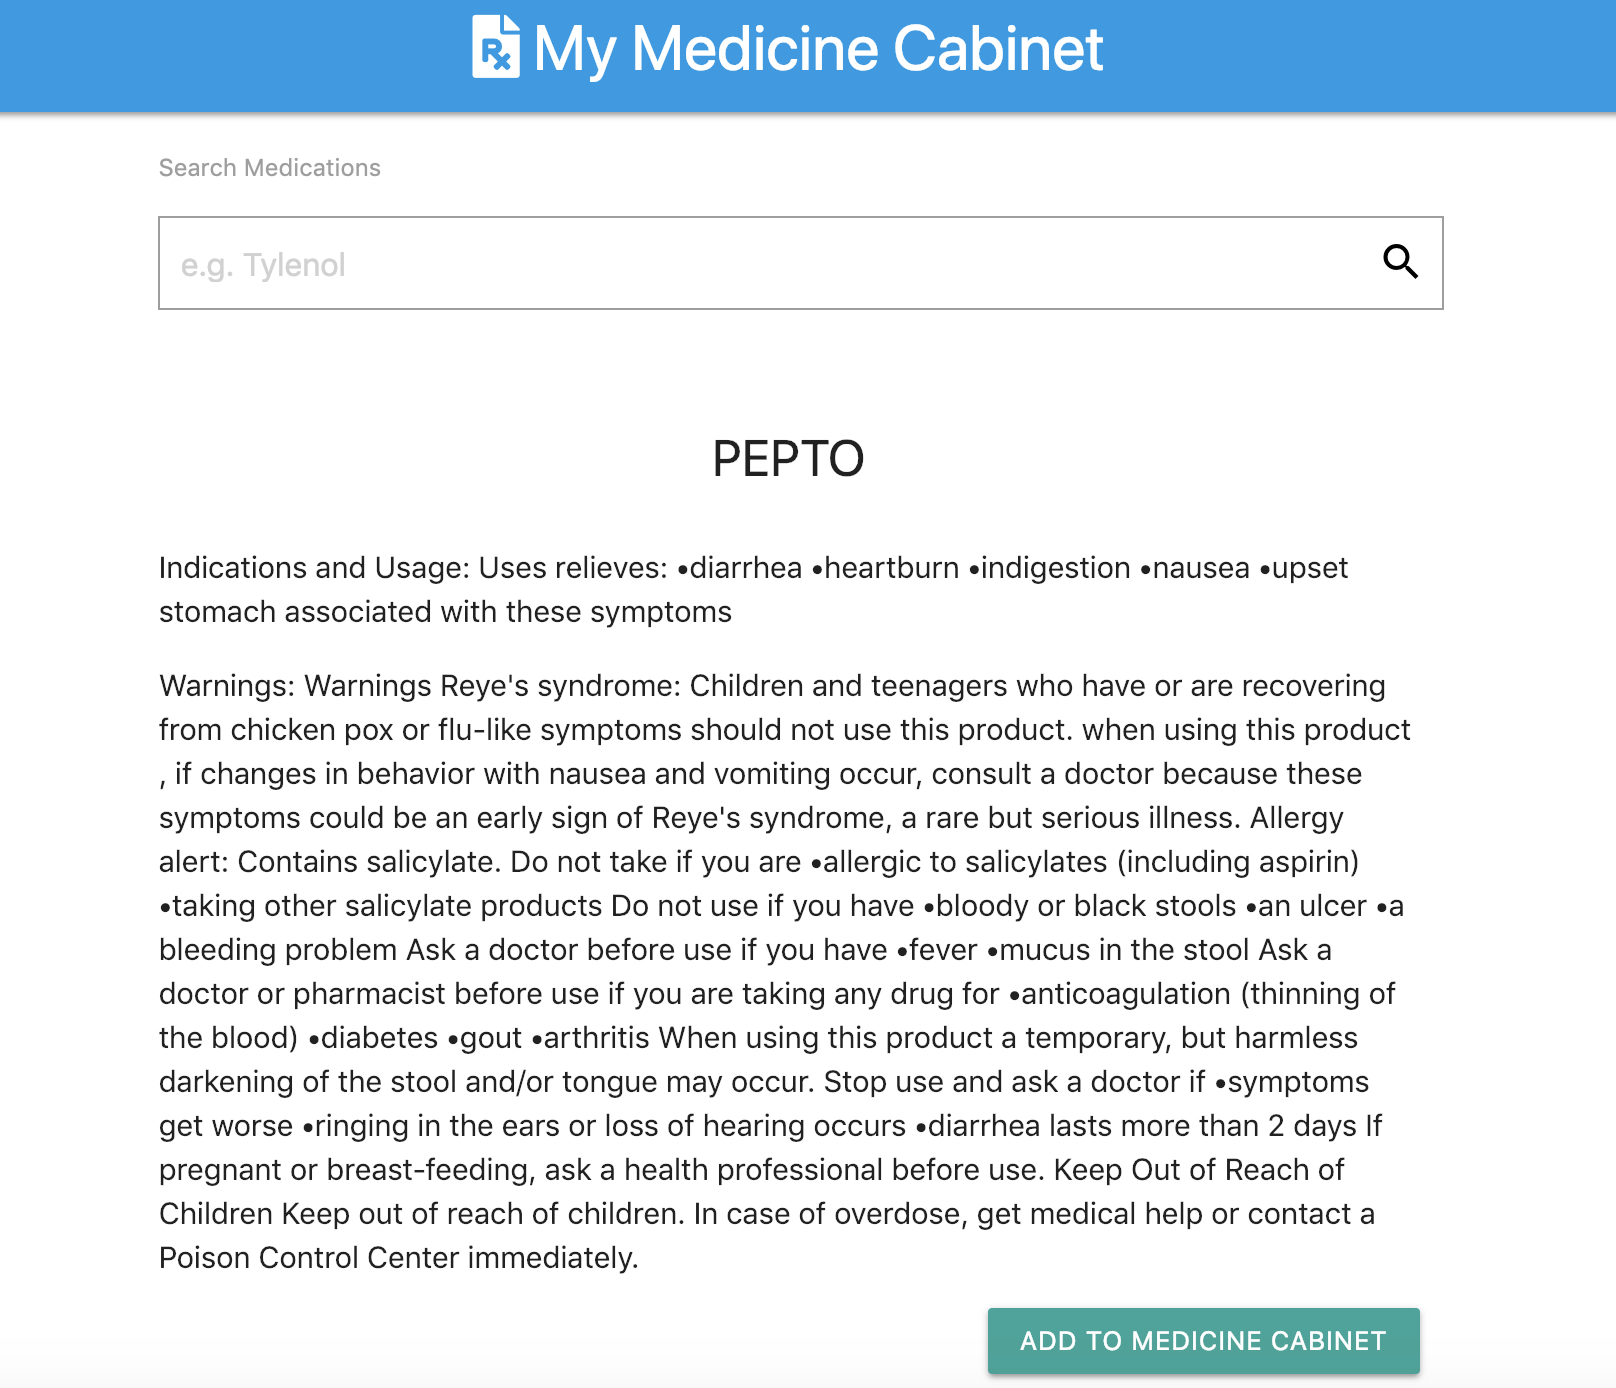 Rx My Medicine Cabinet
Search Medications
e.g. Tylenol
PEPTO
Indications and Usage: Uses relieves: •diarrhea •heartburn •indigestion •nausea •upset
stomach associated with these symptoms
Warnings: Warnings Reye's syndrome: Children and teenagers who have or are recovering
from chicken pox or flu-like symptoms should not use this product. when using this product
, if changes in behavior with nausea and vomiting occur, consult a doctor because these
symptoms could be an early sign of Reye's syndrome, a rare but serious illness. Allergy
alert: Contains salicylate. Do not take if you are •allergic to salicylates (including aspirin)
•taking other salicylate products Do not use if you have •bloody or black stools •an ulcer •a
bleeding problem Ask a doctor before use if you have •fever •mucus in the stool Ask a
doctor or pharmacist before use if you are taking any drug for •anticoagulation (thinning of
the blood) •diabetes •gout •arthritis When using this product a temporary, but harmless
darkening of the stool and/or tongue may occur. Stop use and ask a doctor if •symptoms
get worse •ringing in the ears or loss of hearing occurs •diarrhea lasts more than 2 days If
pregnant or breast-feeding, ask a health professional before use. Keep Out of Reach of
Children Keep out of reach of children. In case of overdose, get medical help or contact a
Poison Control Center immediately.
ADD TO MEDICINE CABINET